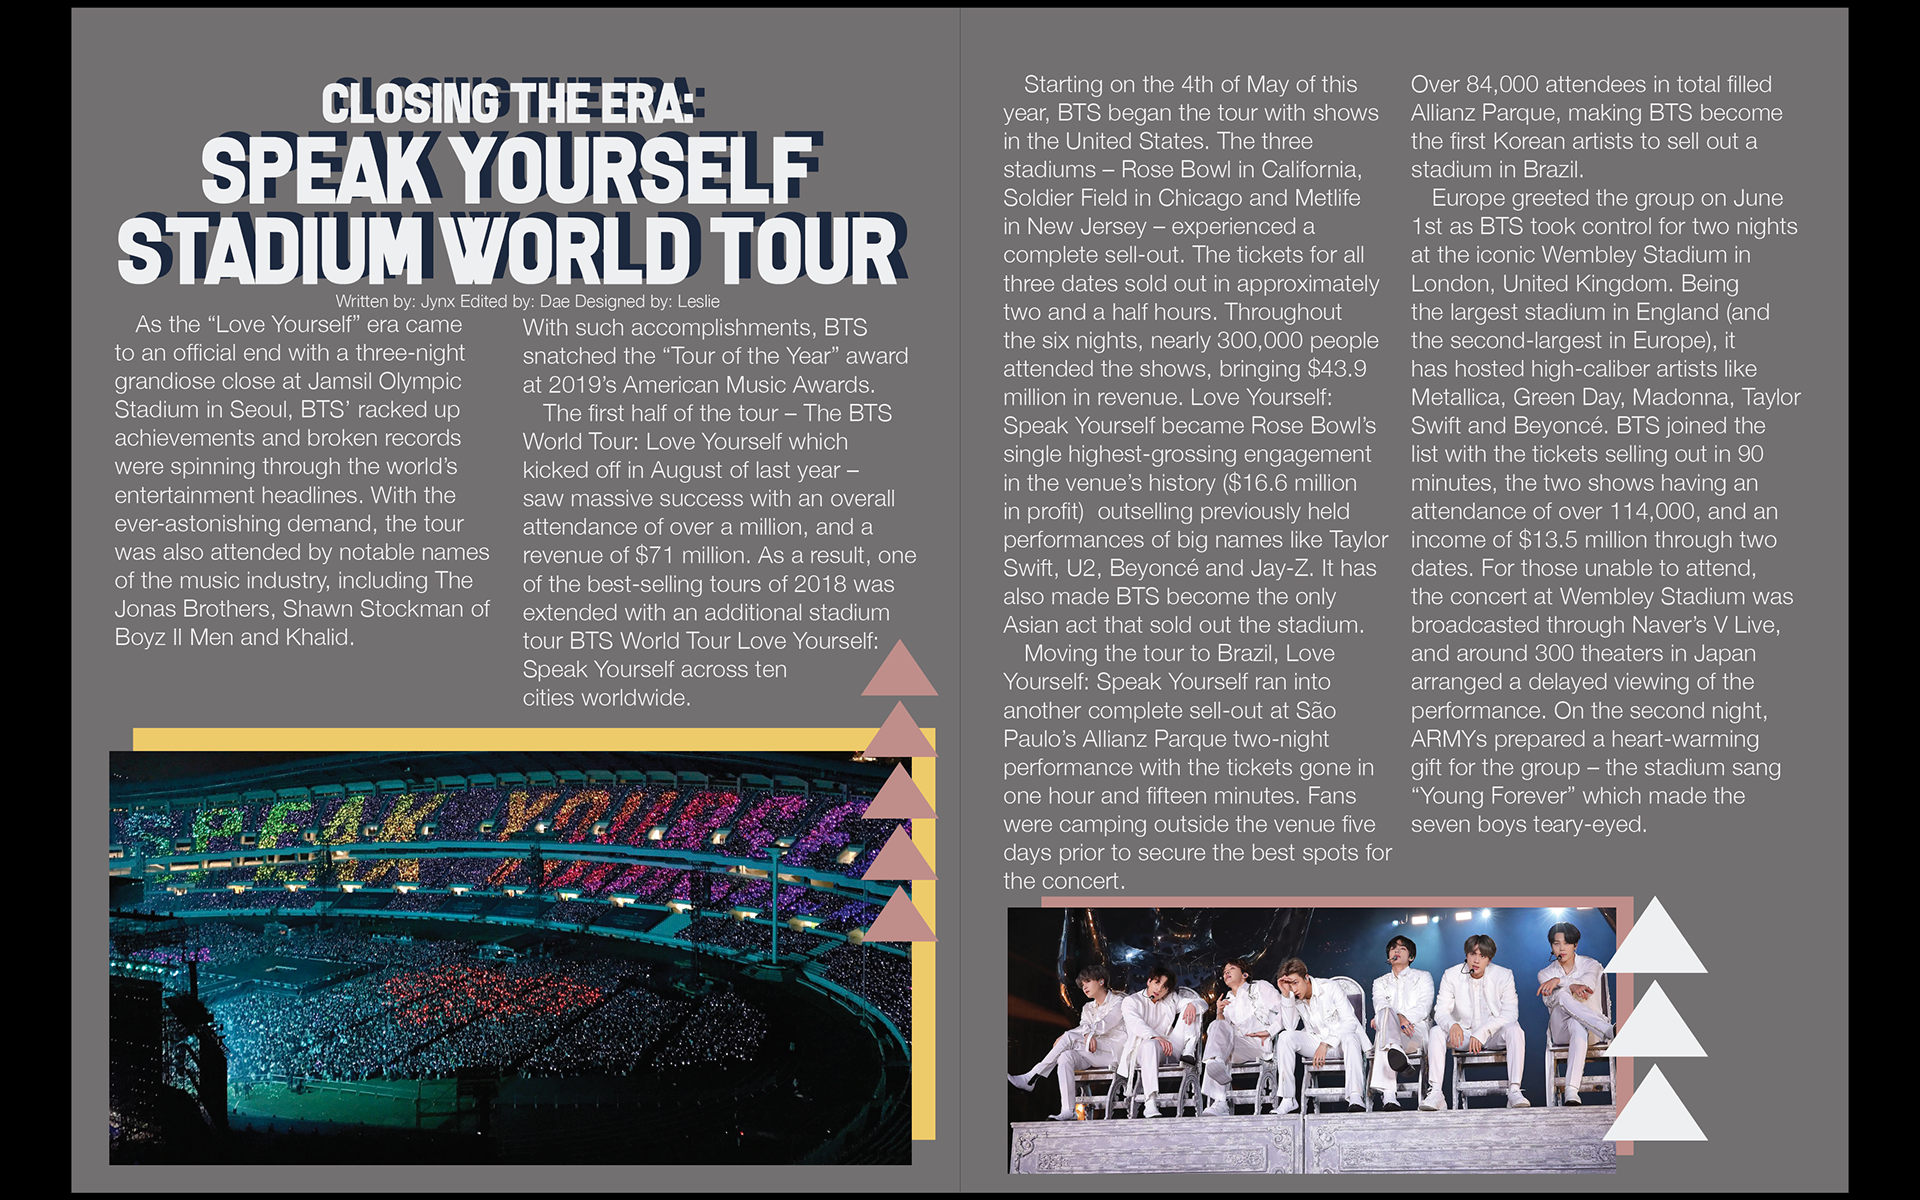 CLOSING THE ERA:
SPEAK YOURSELF
STADIUM WORLD TOUR
Written by: Jynx Edited by: Dae Designed by: Leslie
As the “Love Yourself” era came
to an official end with a three-night
grandiose close at Jamsil Olympic
Stadium in Seoul, BTS’ racked up
achievements and broken records
were spinning through the world’s
entertainment headlines. With the
ever-astonishing demand, the tour
was also attended by notable names
of the music industry, including The
Jonas Brothers, Shawn Stockman of
Boyz II Men and Khalid.
With such accomplishments, BTS
snatched the “Tour of the Year” award
at 2019’s American Music Awards.
The first half of the tour – The BTS
World Tour: Love Yourself which
kicked off in August of last year –
saw massive success with an overall
attendance of over a million, and a
revenue of $71 million. As a result, one
of the best-selling tours of 2018 was
extended with an additional stadium
tour BTS World Tour Love Yourself:
Speak Yourself across ten
cities worldwide.
SPEAK YOURSE
Starting on the 4th of May of this
year, BTS began the tour with shows
in the United States. The three
stadiums – Rose Bowl in California,
Soldier Field in Chicago and Metlife
in New Jersey – experienced a
complete sell-out. The tickets for all
three dates sold out in approximately
two and a half hours. Throughout
the six nights, nearly 300,000 people
attended the shows, bringing $43.9
million in revenue. Love Yourself:
Speak Yourself became Rose Bowl’s
single highest-grossing engagement
in the venue’s history ($16.6 million
in profit)  outselling previously held
performances of big names like Taylor
Swift, U2, Beyoncé and Jay-Z. It has
also made BTS become the only
Asian act that sold out the stadium.
Moving the tour to Brazil, Love
Yourself: Speak Yourself ran into
another complete sell-out at São
Paulo’s Allianz Parque two-night
performance with the tickets gone in
one hour and fifteen minutes. Fans
were camping outside the venue five
days prior to secure the best spots for
the concert.
Over 84,000 attendees in total filled
Allianz Parque, making BTS become
the first Korean artists to sell out a
stadium in Brazil.
Europe greeted the group on June
1st as BTS took control for two nights
at the iconic Wembley Stadium in
London, United Kingdom. Being
the largest stadium in England (and
the second-largest in Europe), it
has hosted high-caliber artists like
Metallica, Green Day, Madonna, Taylor
Swift and Beyoncé. BTS joined the
list with the tickets selling out in 90
minutes, the two shows having an
attendance of over 114,000, and an
income of $13.5 million through two
dates. For those unable to attend,
the concert at Wembley Stadium was
broadcasted through Naver’s V Live,
and around 300 theaters in Japan
arranged a delayed viewing of the
performance. On the second night,
ARMYs prepared a heart-warming
gift for the group – the stadium sang
“Young Forever” which made the
seven boys teary-eyed.